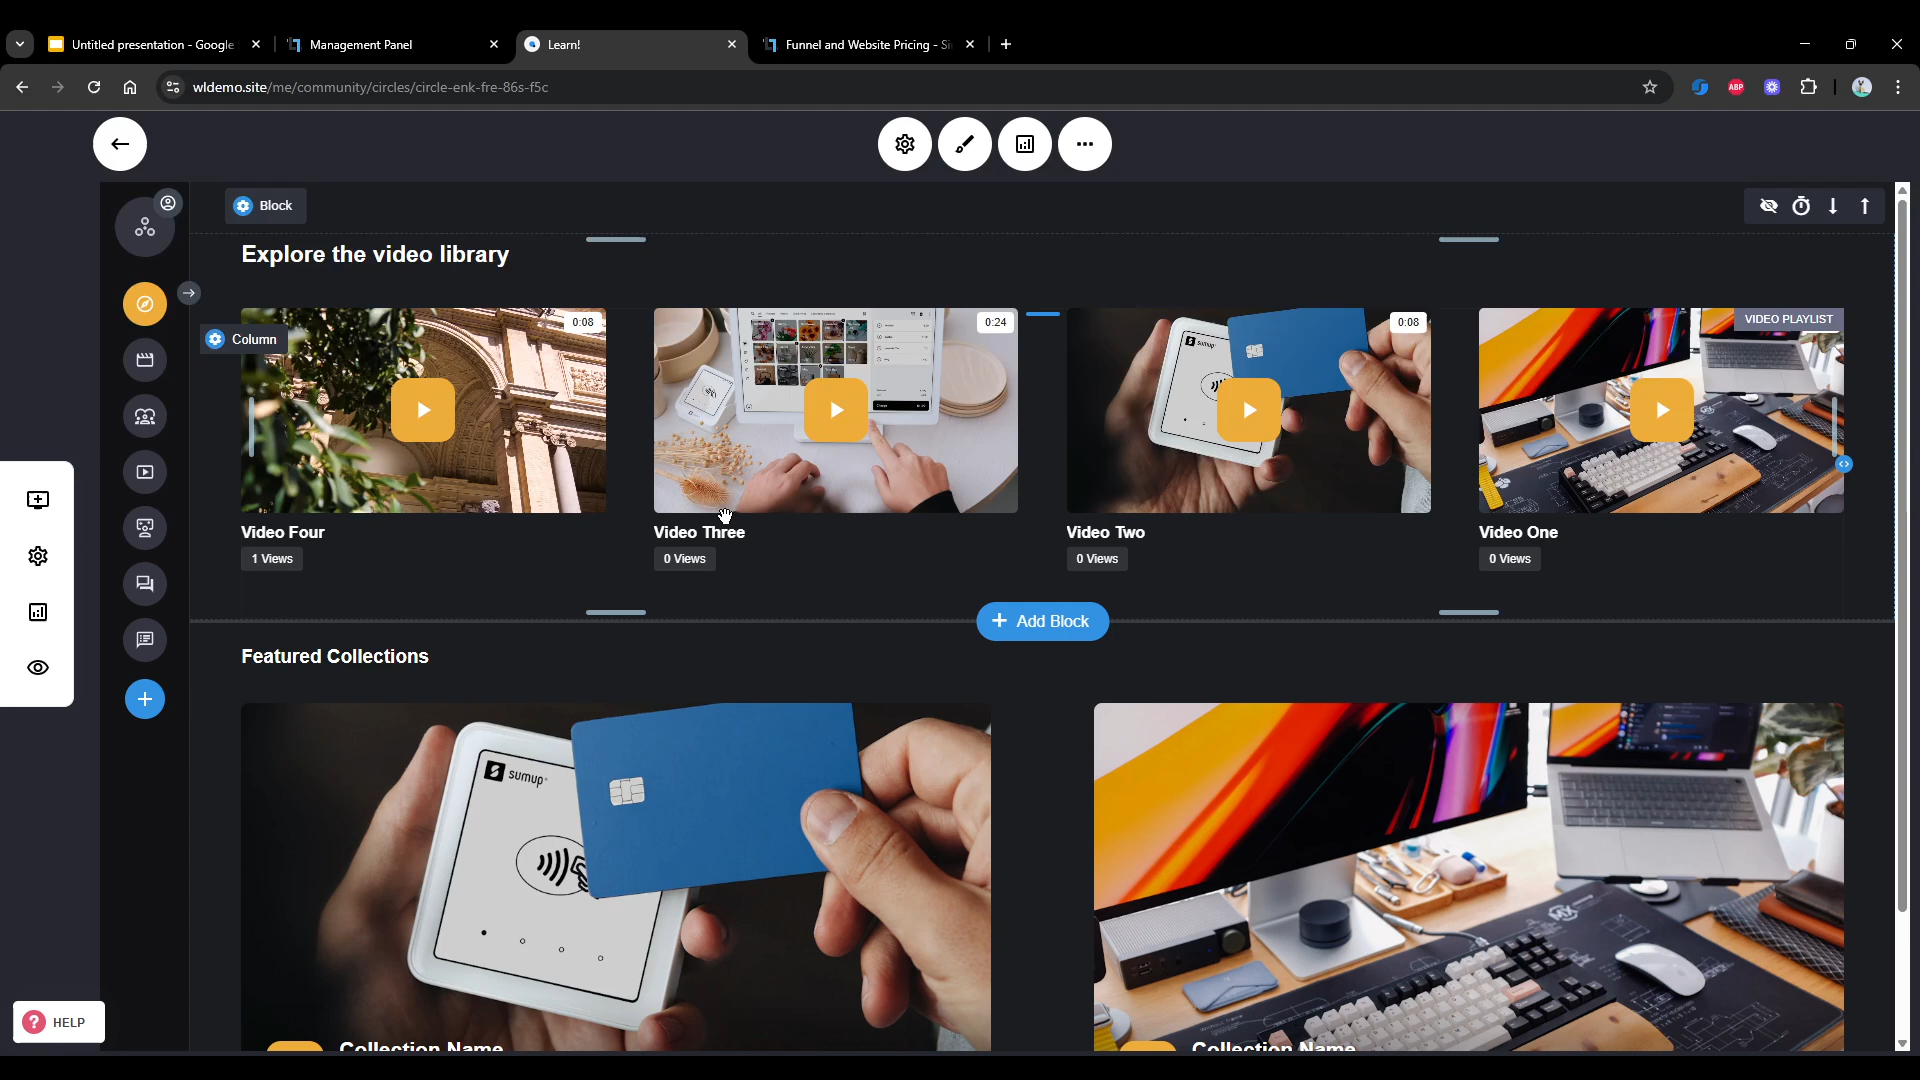 Untitled presentation - Google
Management Panel
Learn!
Funnel and Website Pricing - Si
wldemo.site/me/community/circles/circle-enk-fre-86s-f5c
ABP
Block
Explore the video library
Column
0:08
0:24
0:08
VIDEO PLAYLIST
sumup
Video Four
Video Three
Video Two
Video One
1 Views
0 Views
0 Views
0 Views
+ Add Block
Featured Collections
sumup
Collection Name
Collection Name
? HELP